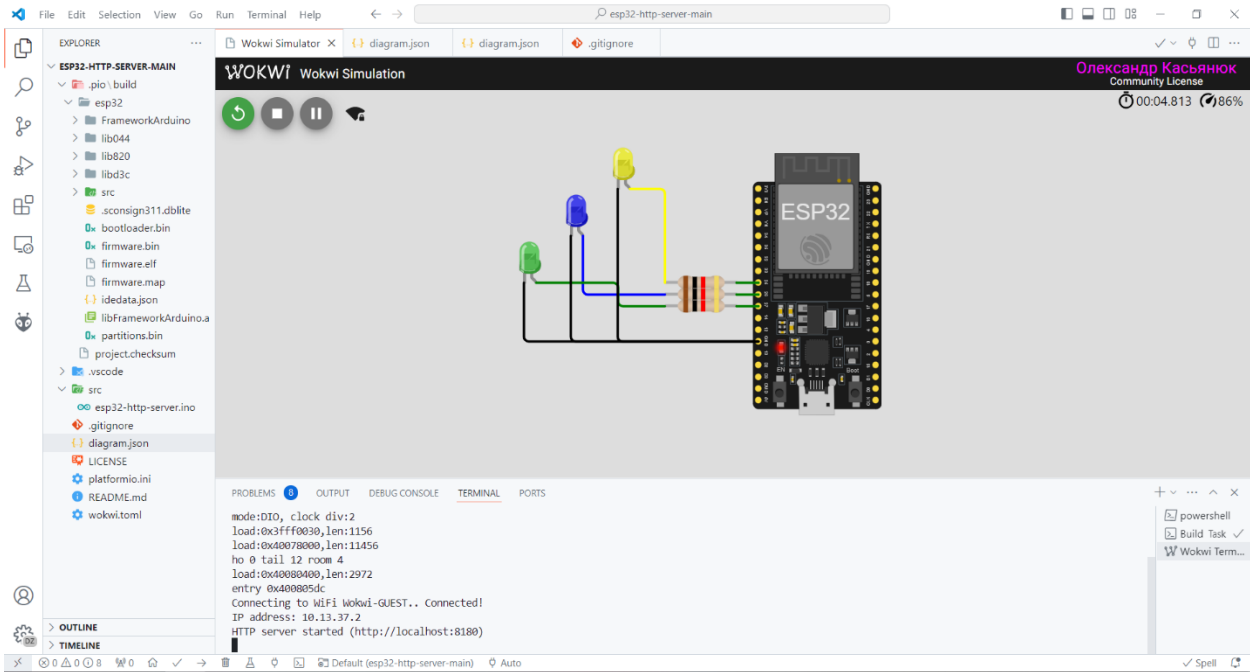 File Edit Selection View Go Run Terminal Help
esp32-http-server-main
EXPLORER
Wokwi Simulator
diagram.json
diagram.json
.gitignore
ESP32-HTTP-SERVER-MAIN
.pio\build
esp32
FrameworkArduino
lib044
lib820
libd3c
src
.sconsign311.dblite
bootloader.bin
firmware.bin
firmware.elf
firmware.map
idedata.json
libFrameworkArduino.a
partitions.bin
project.checksum
.vscode
src
esp32-http-server.ino
.gitignore
diagram.json
LICENSE
platformio.ini
README.md
wokwi.toml
OUTLINE
TIMELINE
WOKWi Wokwi Simulation
Олександр Касьянюк
Community License
00:04.813 86%
ESP32
EN
Boot
PROBLEMS 8 OUTPUT DEBUG CONSOLE TERMINAL PORTS
mode:DIO, clock div:2
load:0x3fff0030,len:1156
load:0x40078000,len:11456
ho 0 tail 12 room 4
load:0x40080400,len:2972
entry 0x400805dc
Connecting to WiFi Wokwi-GUEST.. Connected!
IP address: 10.13.37.2
HTTP server started (http://localhost:8180)
powershell
Build Task
Wokwi Term...
DZ
0 0 8 0 Default (esp32-http-server-main) Auto
Spell